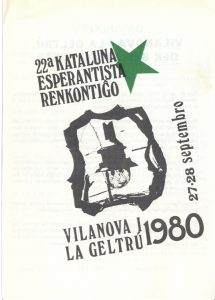 22ª KATALUNA
ESPERANTISTA
RENKONTIĜO
27-28 septembro
VILANOVA I
LA GELTRÚ 1980